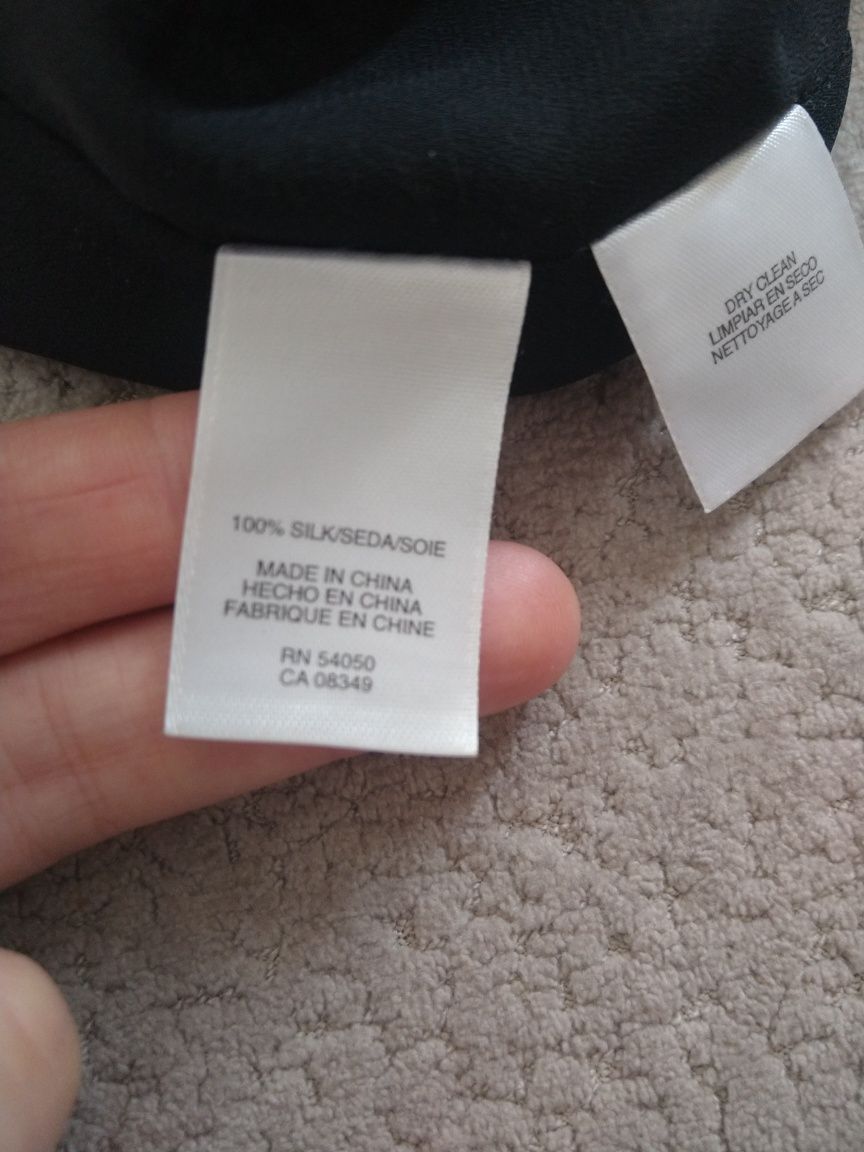 100% SILK/SEDA/SOIE
MADE IN CHINA
HECHO EN CHINA
FABRIQUE EN CHINE
RN 54050
CA 08349
DRY CLEAN
LIMPIAR EN SECO
NETTOYAGE A SEC